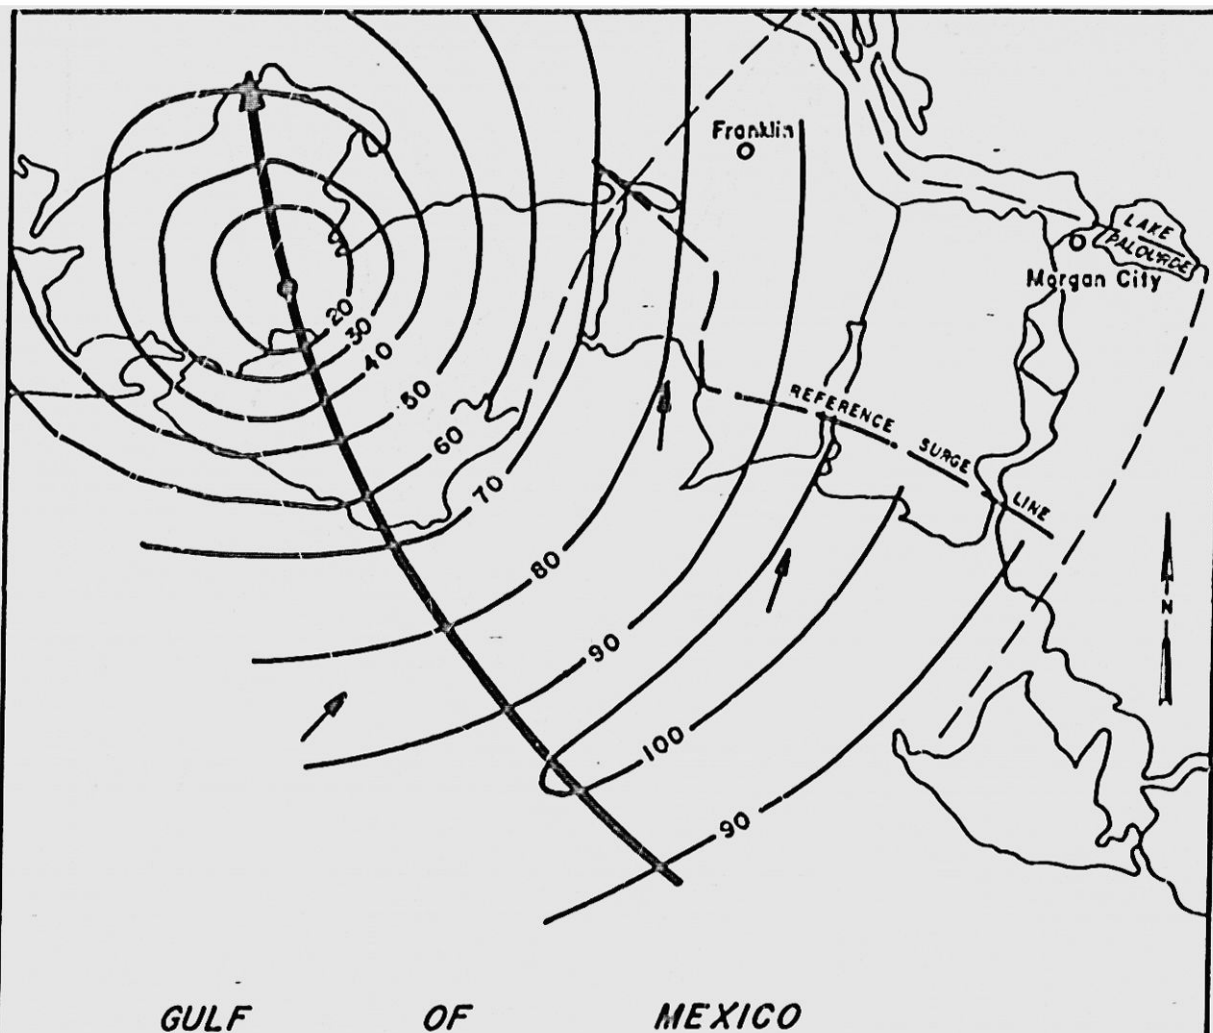 Franklin
LAKE
PALOURDE
Morgan City
20
30
40
50
60
70
80
90
100
90
REFERENCE SURGE LINE
N
GULF OF MEXICO